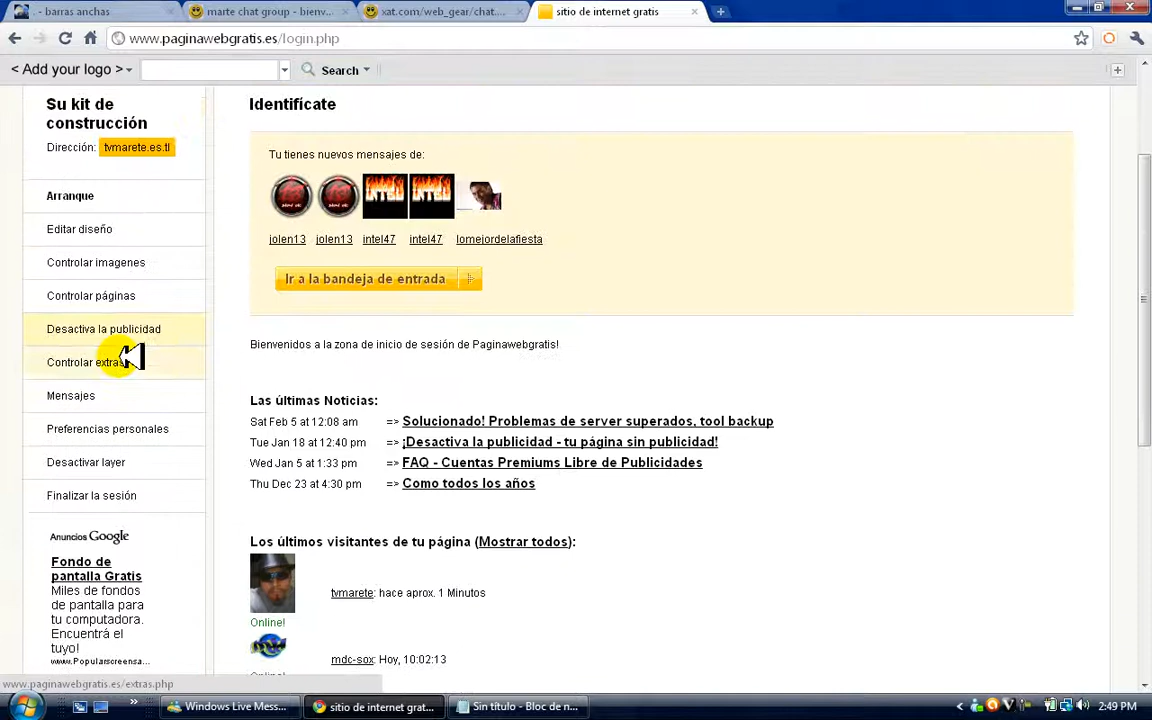 - barras anchas
marte chat group - bienv...
xat.com/web_gear/chat....
sitio de internet gratis
www.paginawebgratis.es/login.php
< Add your logo >
Search
Su kit de
construcción
Dirección: tvmarete.es.tl
Arranque
Editar diseño
Controlar imagenes
Controlar páginas
Desactiva la publicidad
Controlar extras
Mensajes
Preferencias personales
Desactivar layer
Finalizar la sesión
Anuncios Google
Fondo de
pantalla Gratis
Miles de fondos
de pantalla para
tu computadora.
Encuentrá el
tuyo!
www.Popularscreensa...
Identifícate
Tu tienes nuevos mensajes de:
INTED INTED
jolen13 jolen13 intel47 intel47 lomejordelafiesta
Ir a la bandeja de entrada
Bienvenidos a la zona de inicio de sesión de Paginawebgratis!
Las últimas Noticias:
Sat Feb 5 at 12:08 am => Solucionado! Problemas de server superados, tool backup
Tue Jan 18 at 12:40 pm => ¡Desactiva la publicidad - tu página sin publicidad!
Wed Jan 5 at 1:33 pm => FAQ - Cuentas Premiums Libre de Publicidades
Thu Dec 23 at 4:30 pm => Como todos los años
Los últimos visitantes de tu página (Mostrar todos):
tvmarete: hace aprox. 1 Minutos
Online!
mdc-sox: Hoy, 10:02:13
www.paginawebgratis.es/extras.php
Windows Live Mess...
sitio de internet grat...
Sin título - Bloc de n...
2:49 PM